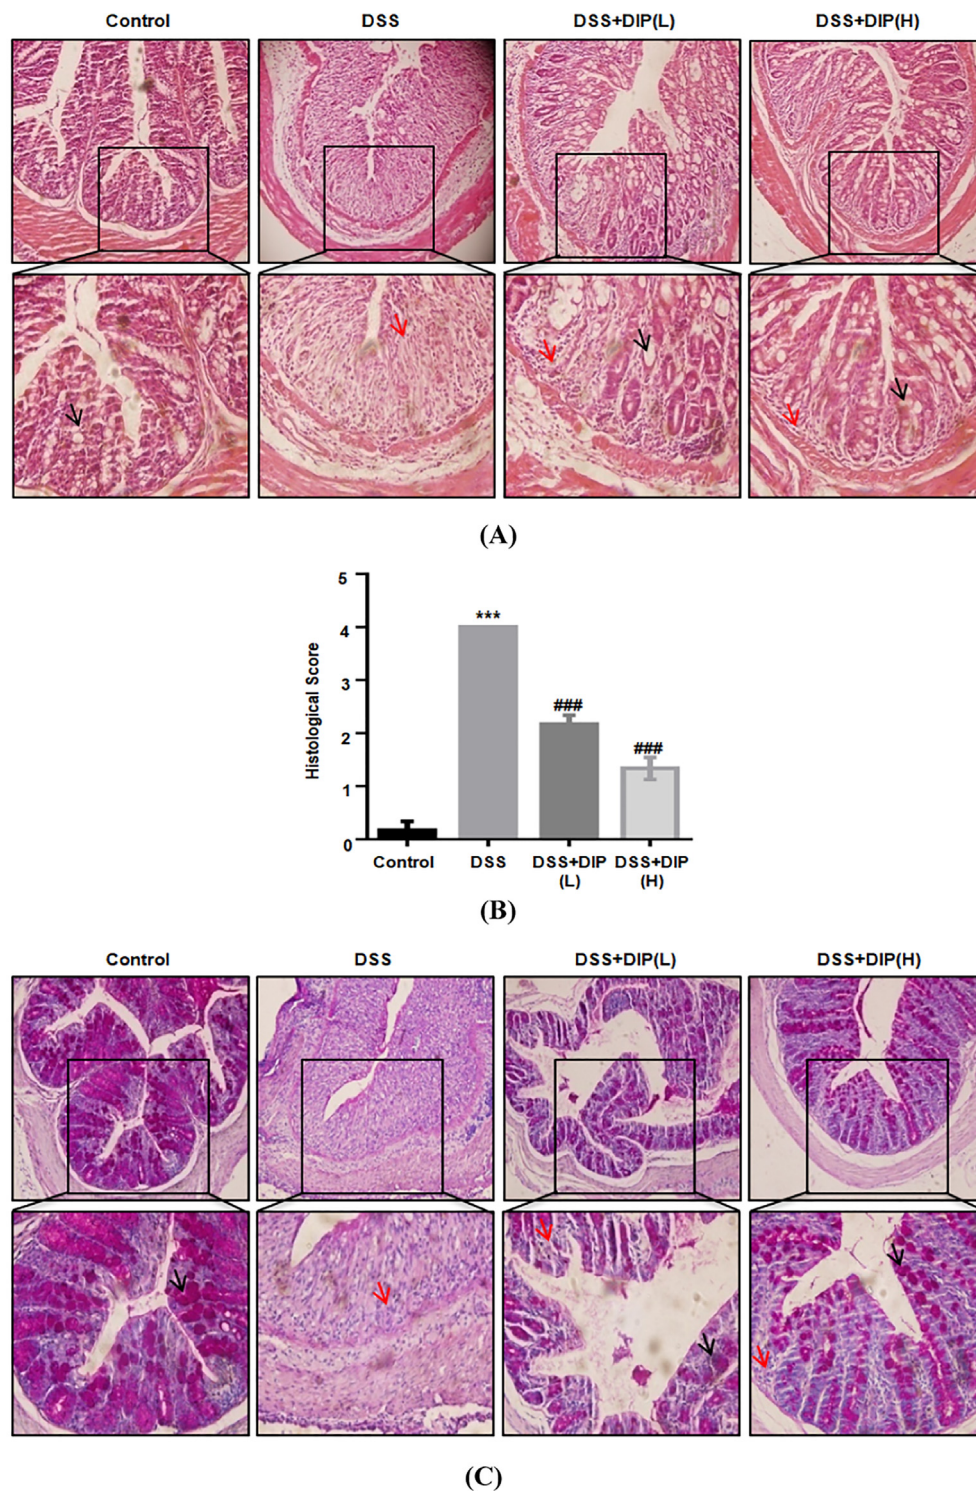 Control DSS DSS+DIP(L) DSS+DIP(H)
(A)
5
4
3
2
1
0
Histological Score
***
###
###
Control DSS DSS+DIP DSS+DIP
(L) (H)
(B)
Control DSS DSS+DIP(L) DSS+DIP(H)
(C)